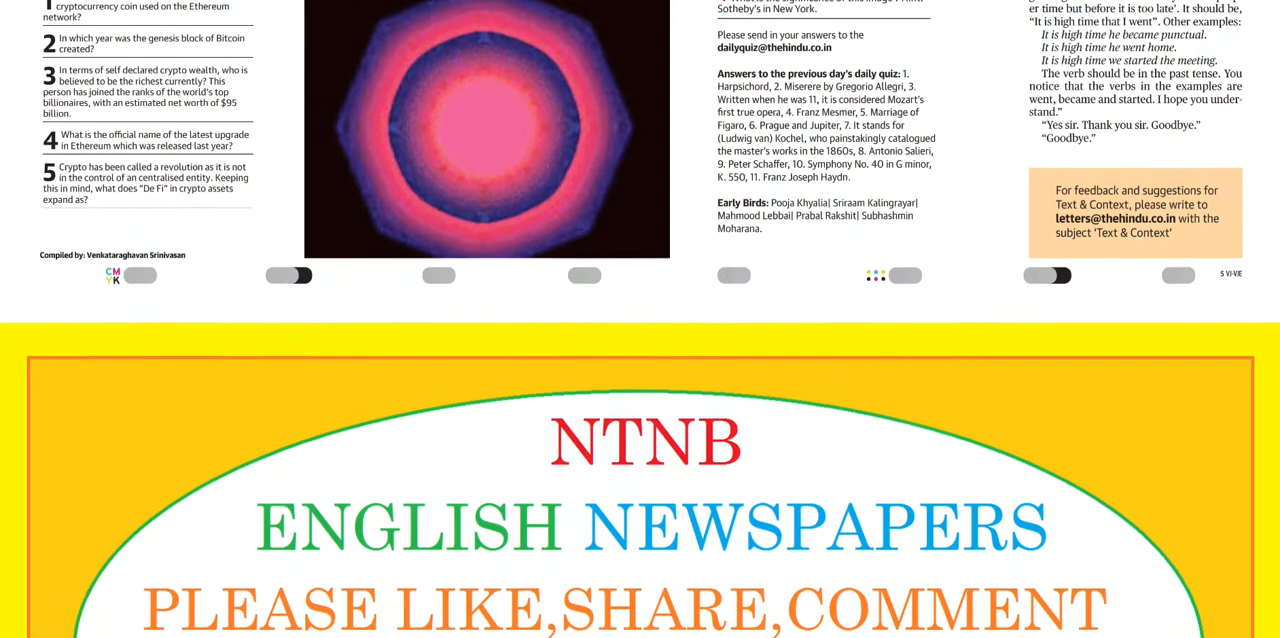 1
cryptocurrency coin used on the Ethereum
network?
2 In which year was the genesis block of Bitcoin
created?
3 In terms of self declared crypto wealth, who is
believed to be the richest currently? This
person has joined the ranks of the world's top
billionaires, with an estimated net worth of $95
billion.
4 What is the official name of the latest upgrade
in Ethereum which was released last year?
5 Crypto has been called a revolution as it is not
in the control of an centralised entity. Keeping
this in mind, what does "De Fi" in crypto assets
expand as?
Compiled by: Venkataraghavan Srinivasan
Sotheby's in New York.
Please send in your answers to the
dailyquiz@thehindu.co.in
Answers to the previous day's daily quiz: 1.
Harpsichord, 2. Miserere by Gregorio Allegri, 3.
Written when he was 11, it is considered Mozart's
first true opera, 4. Franz Mesmer, 5. Marriage of
Figaro, 6. Prague and Jupiter, 7. It stands for
(Ludwig van) Kochel, who painstakingly catalogued
the master's works in the 1860s, 8. Antonio Salieri,
9. Peter Schaffer, 10. Symphony No. 40 in G minor,
K. 550, 11. Franz Joseph Haydn.
Early Birds: Pooja Khyalia| Sriraam Kalingrayar|
Mahmood Lebbai| Prabal Rakshit| Subhashmin
Moharana.
er time but before it is too late'. It should be,
"It is high time that I went". Other examples:
It is high time he became punctual.
It is high time he went home.
It is high time we started the meeting.
The verb should be in the past tense. You
notice that the verbs in the examples are
went, became and started. I hope you under-
stand."
"Yes sir. Thank you sir. Goodbye."
"Goodbye."
For feedback and suggestions for
Text & Context, please write to
letters@thehindu.co.in with the
subject 'Text & Context'
CM
YK
S VI-VIE
NTNB
ENGLISH NEWSPAPERS
PLEASE LIKE,SHARE,COMMENT